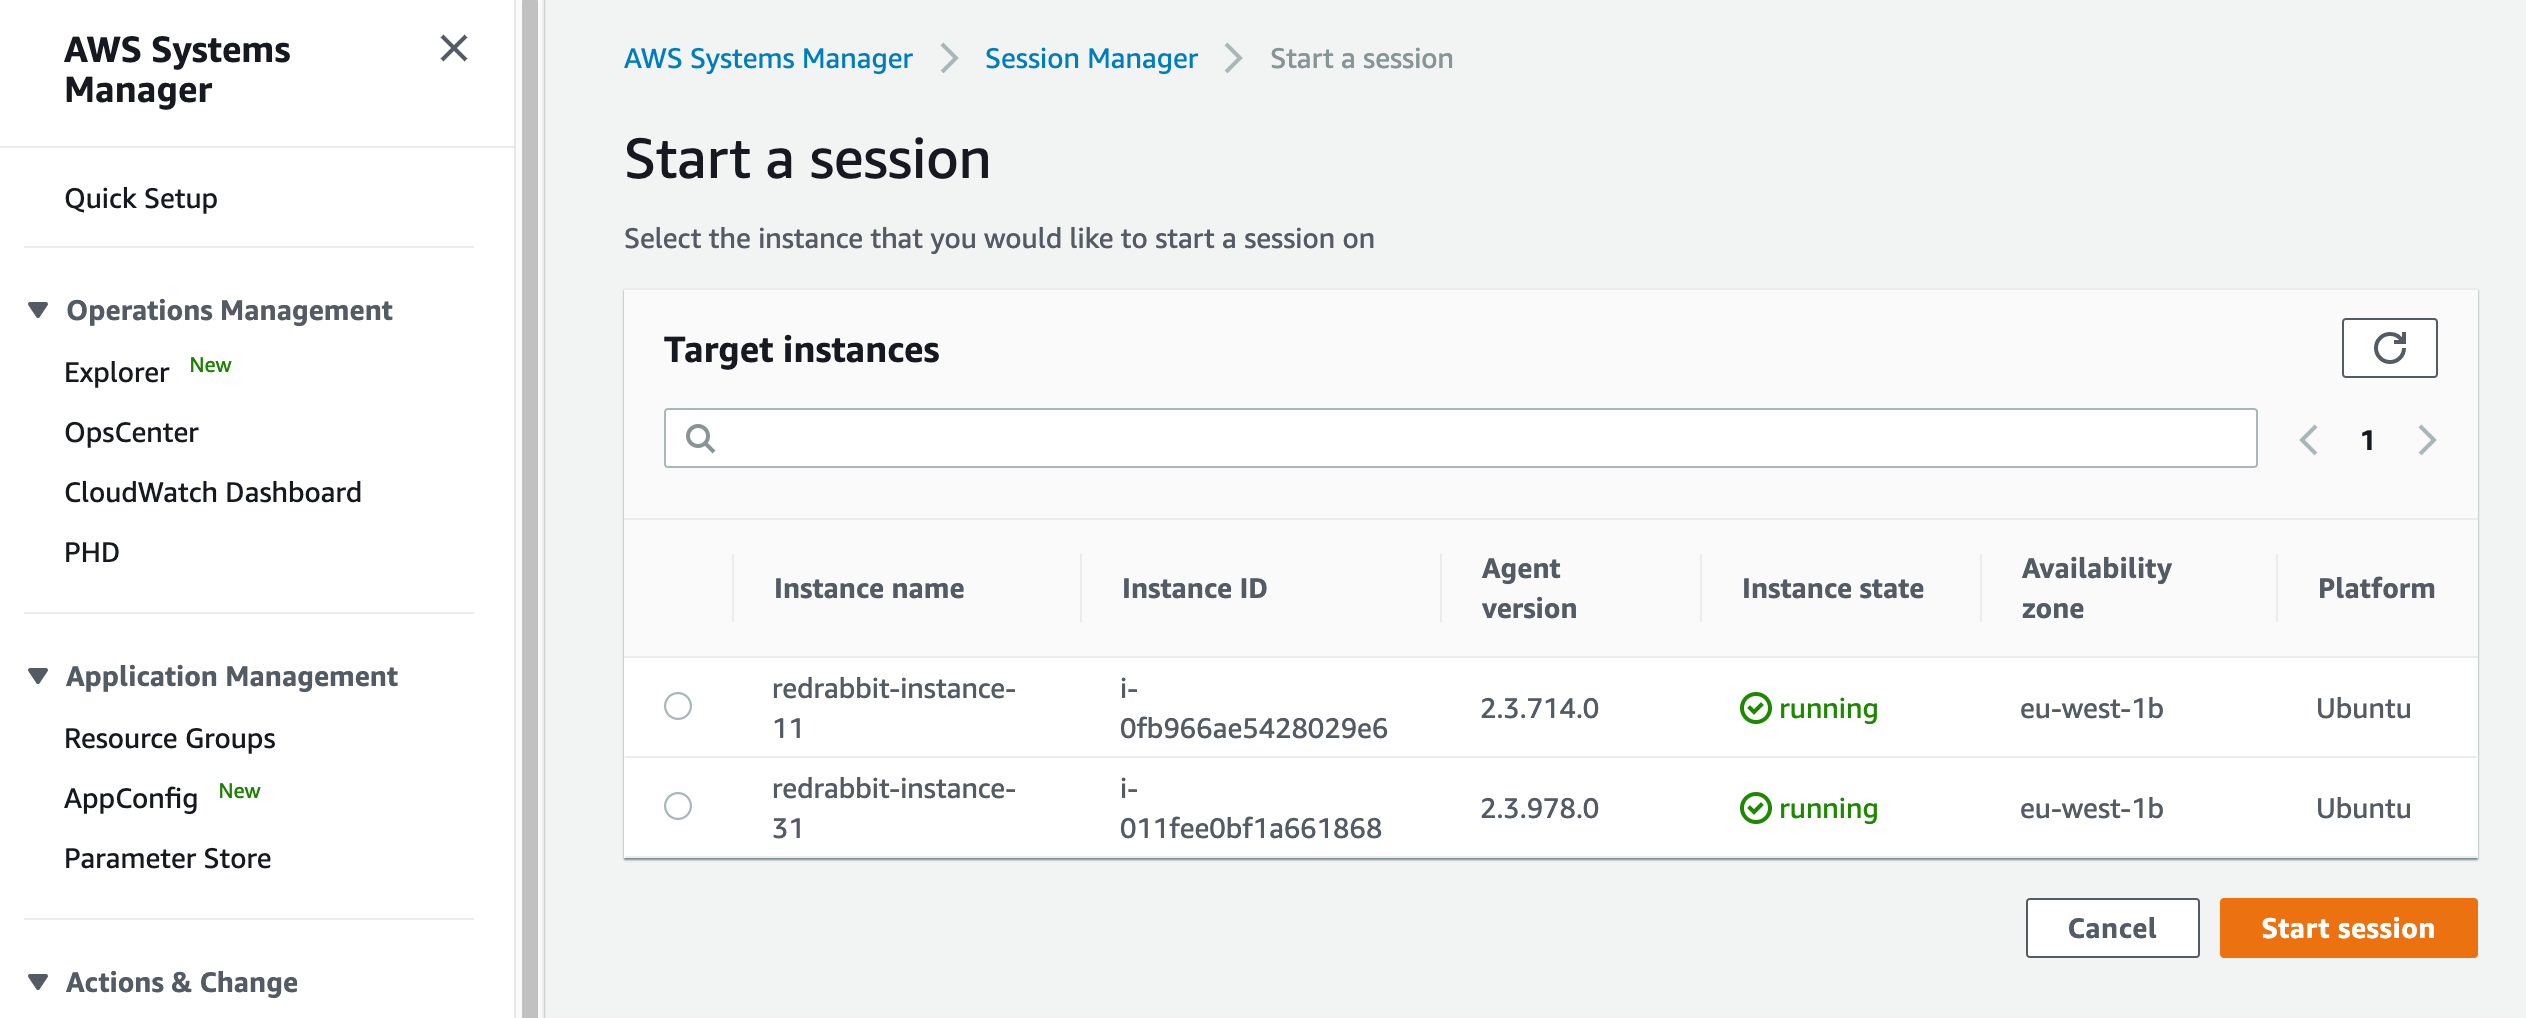 AWS Systems
Manager
Quick Setup
Operations Management
Explorer New
OpsCenter
CloudWatch Dashboard
PHD
Application Management
Resource Groups
AppConfig New
Parameter Store
Actions & Change
AWS Systems Manager Session Manager Start a session
Start a session
Select the instance that you would like to start a session on
Target instances
1
Instance name Instance ID Agent version Instance state Availability zone Platform
redrabbit-instance-11 i-0fb966ae5428029e6 2.3.714.0 running eu-west-1b Ubuntu
redrabbit-instance-31 i-011fee0bf1a661868 2.3.978.0 running eu-west-1b Ubuntu
Cancel Start session